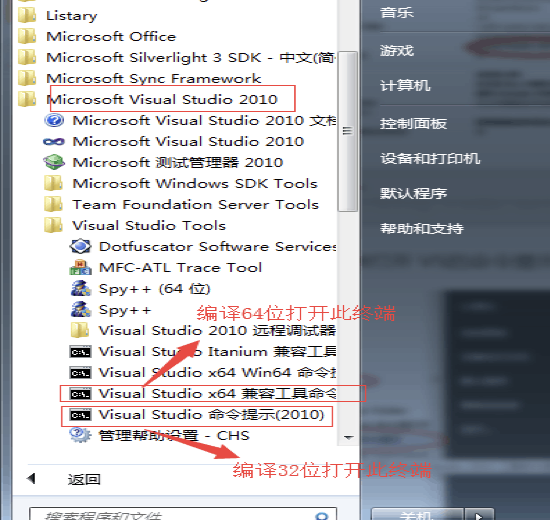 Listary
Microsoft Office
Microsoft Silverlight 3 SDK - 中文(简
Microsoft Sync Framework
Microsoft Visual Studio 2010
Microsoft Visual Studio 2010 文档
Microsoft Visual Studio 2010
Microsoft 测试管理器 2010
Microsoft Windows SDK Tools
Team Foundation Server Tools
Visual Studio Tools
Dotfuscator Software Services
MFC-ATL Trace Tool
Spy++ (64 位)
Spy++
编译64位打开此终端
Visual Studio 2010 远程调试器
Visual Studio Itanium 兼容工具
Visual Studio x64 Win64 命令提
Visual Studio x64 兼容工具命令
Visual Studio 命令提示(2010)
管理帮助设置 - CHS
编译32位打开此终端
返回
搜索程序和文件
音乐
游戏
计算机
控制面板
设备和打印机
默认程序
帮助和支持
关机